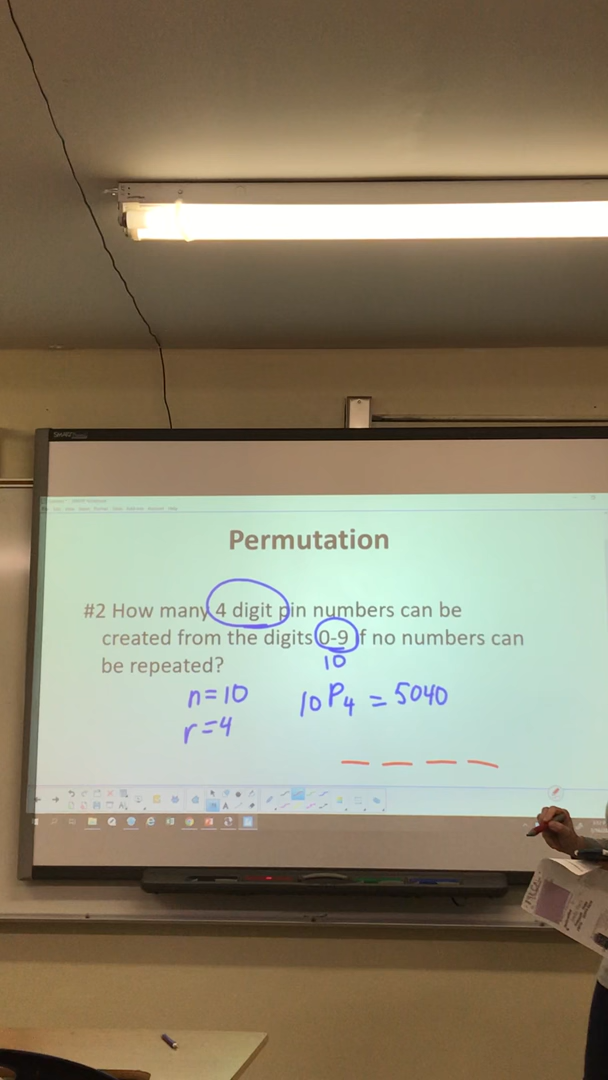 Permutation
#2 How many 4 digit pin numbers can be
created from the digits 0-9 if no numbers can
be repeated?
10
n=10
10P4 = 5040
r=4